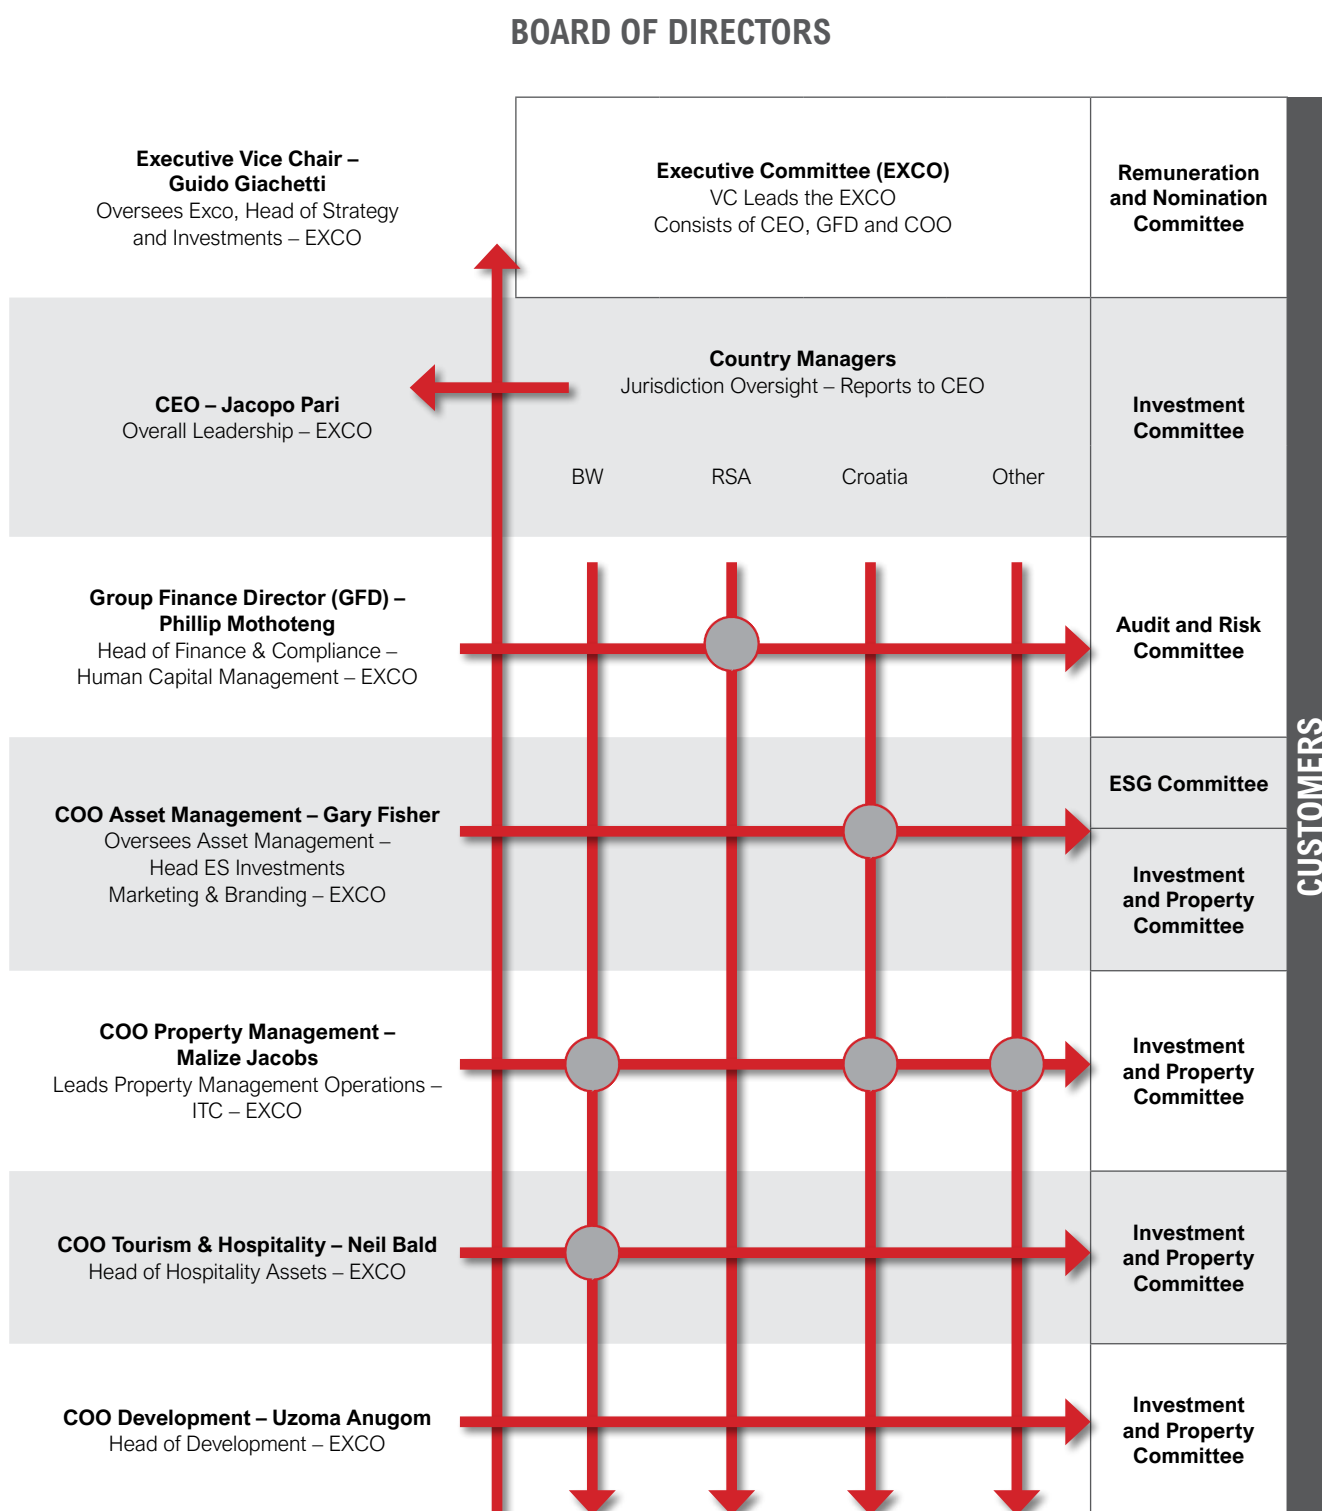 BOARD OF DIRECTORS
Executive Vice Chair –
Guido Giachetti
Oversees Exco, Head of Strategy
and Investments – EXCO
Executive Committee (EXCO)
VC Leads the EXCO
Consists of CEO, GFD and COO
Remuneration
and Nomination
Committee
CEO – Jacopo Pari
Overall Leadership – EXCO
Country Managers
Jurisdiction Oversight – Reports to CEO
BW
RSA
Croatia
Other
Investment
Committee
Group Finance Director (GFD) –
Phillip Mothoteng
Head of Finance & Compliance –
Human Capital Management – EXCO
Audit and Risk
Committee
COO Asset Management – Gary Fisher
Oversees Asset Management –
Head ES Investments
Marketing & Branding – EXCO
ESG Committee
Investment
and Property
Committee
COO Property Management –
Malize Jacobs
Leads Property Management Operations –
ITC – EXCO
Investment
and Property
Committee
COO Tourism & Hospitality – Neil Bald
Head of Hospitality Assets – EXCO
Investment
and Property
Committee
COO Development – Uzoma Anugom
Head of Development – EXCO
Investment
and Property
Committee
CUSTOMERS